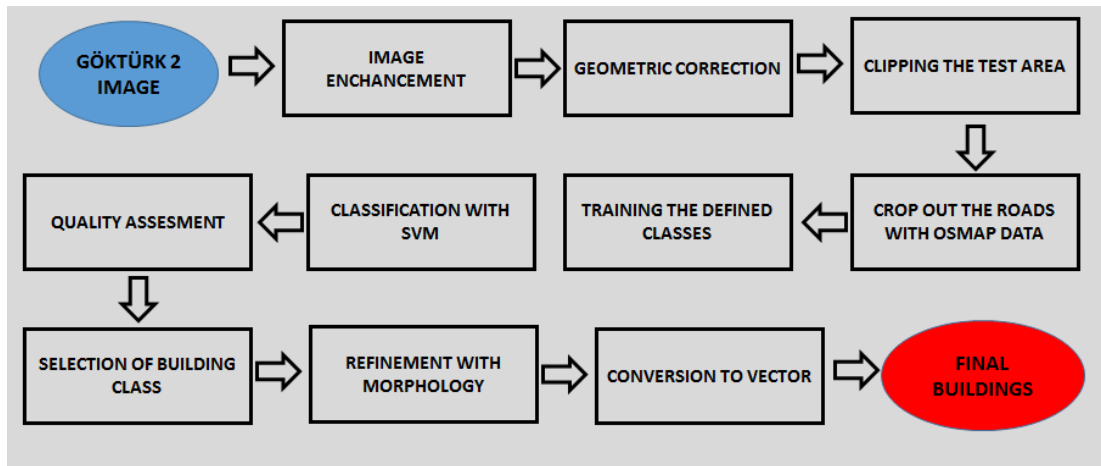 GÖKTÜRK 2
IMAGE
IMAGE
ENCHANCEMENT
GEOMETRIC CORRECTION
CLIPPING THE TEST AREA
CROP OUT THE ROADS
WITH OSMAP DATA
TRAINING THE DEFINED
CLASSES
CLASSIFICATION WITH
SVM
QUALITY ASSESMENT
SELECTION OF BUILDING
CLASS
REFINEMENT WITH
MORPHOLOGY
CONVERSION TO VECTOR
FINAL
BUILDINGS